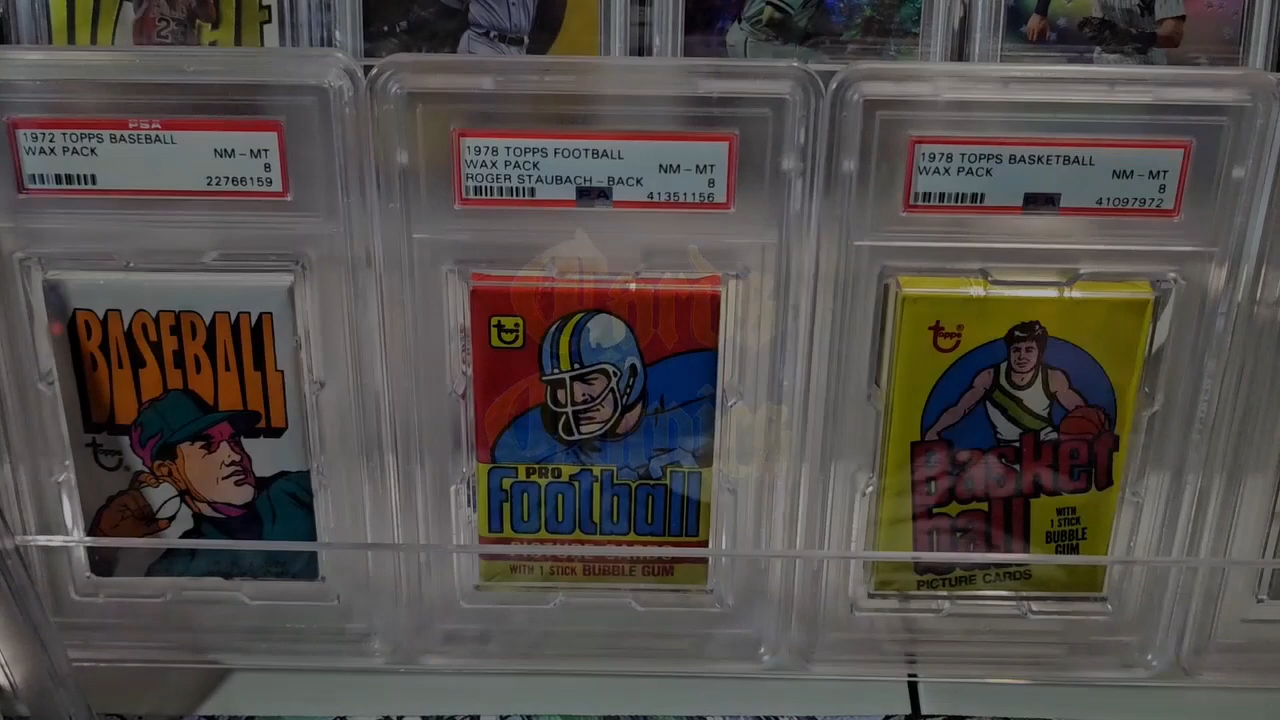 PSA
1972 TOPPS BASEBALL
WAX PACK
NM - MT
8
22766159
1978 TOPPS FOOTBALL
WAX PACK
NM - MT
ROGER STAUBACH - BACK
8
41351156
1978 TOPPS BASKETBALL
WAX PACK
NM - MT
8
41097972
BASEBALL
Topps
PRO
Football
PICTURE CARDS
WITH 1 STICK BUBBLE GUM
Topps
Basket
ball
WITH
1 STICK
BUBBLE
GUM
PICTURE CARDS